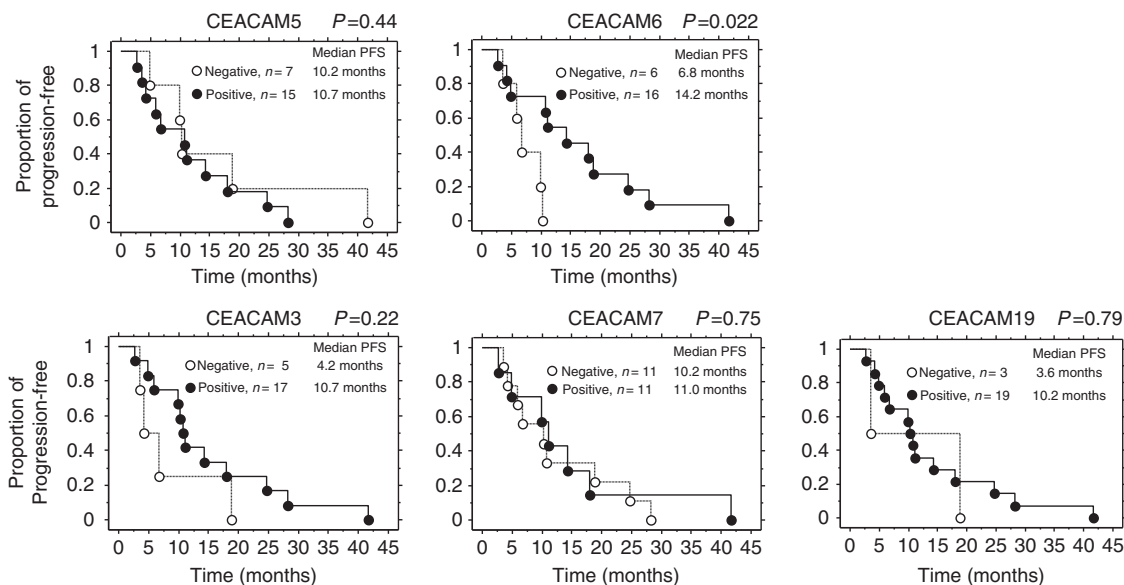 CEACAM5 P=0.44
Median PFS
Negative, n = 7 10.2 months
Positive, n = 15 10.7 months
Proportion of
progression-free
1
0.8
0.6
0.4
0.2
0
0 5 10 15 20 25 30 35 40 45
Time (months)
CEACAM6 P=0.022
Median PFS
Negative, n = 6 6.8 months
Positive, n = 16 14.2 months
1
0.8
0.6
0.4
0.2
0
0 5 10 15 20 25 30 35 40 45
Time (months)
CEACAM3 P=0.22
Median PFS
Negative, n = 5 4.2 months
Positive, n = 17 10.7 months
Proportion of
Progression-free
1
0.8
0.6
0.4
0.2
0
0 5 10 15 20 25 30 35 40 45
Time (months)
CEACAM7 P=0.75
Median PFS
Negative, n = 11 10.2 months
Positive, n = 11 11.0 months
1
0.8
0.6
0.4
0.2
0
0 5 10 15 20 25 30 35 40 45
Time (months)
CEACAM19 P=0.79
Median PFS
Negative, n = 3 3.6 months
Positive, n = 19 10.2 months
Proportion of
Progression-free
1
0.8
0.6
0.4
0.2
0
0 5 10 15 20 25 30 35 40 45
Time (months)